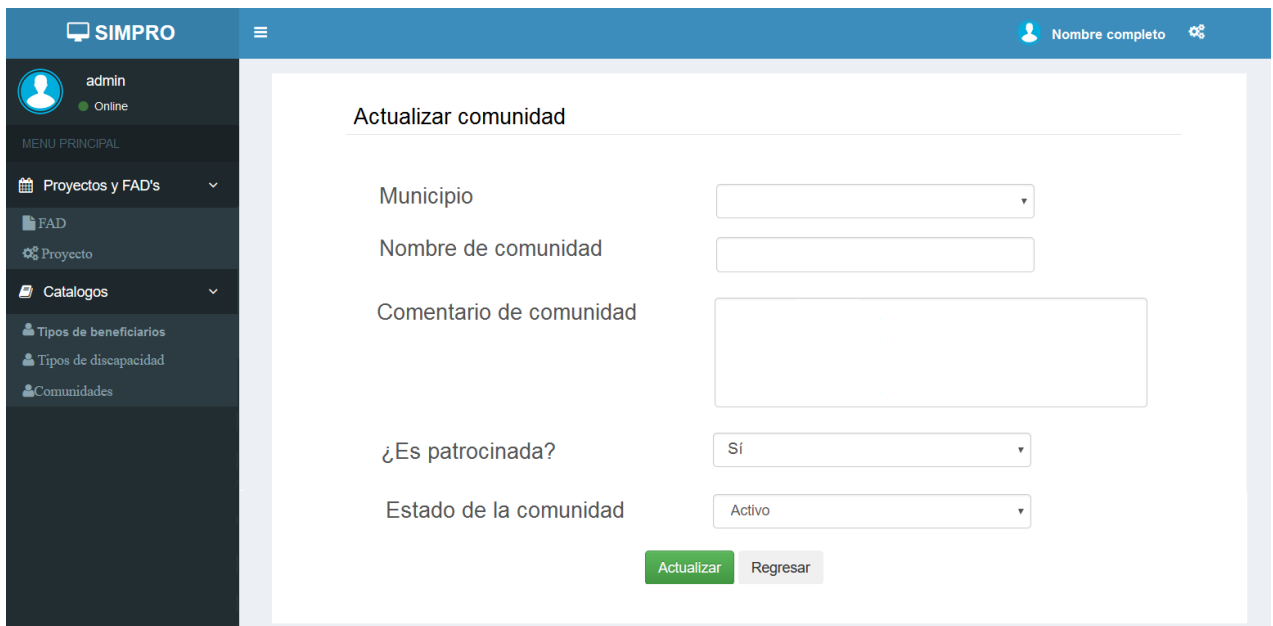 SIMPRO
Nombre completo
admin
Online
MENU PRINCIPAL
Proyectos y FAD's
FAD
Proyecto
Catalogos
Tipos de beneficiarios
Tipos de discapacidad
Comunidades
Actualizar comunidad
Municipio
Nombre de comunidad
Comentario de comunidad
¿Es patrocinada?
Sí
Estado de la comunidad
Activo
Actualizar
Regresar